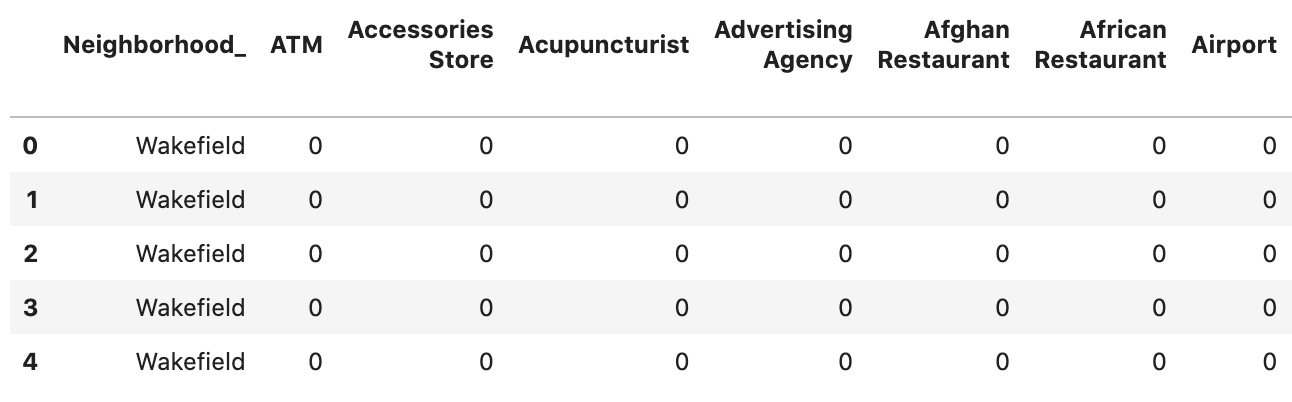 Neighborhood_ ATM Accessories Store Acupuncturist Advertising Agency Afghan Restaurant African Restaurant Airport
0 Wakefield 0 0 0 0 0 0 0
1 Wakefield 0 0 0 0 0 0 0
2 Wakefield 0 0 0 0 0 0 0
3 Wakefield 0 0 0 0 0 0 0
4 Wakefield 0 0 0 0 0 0 0